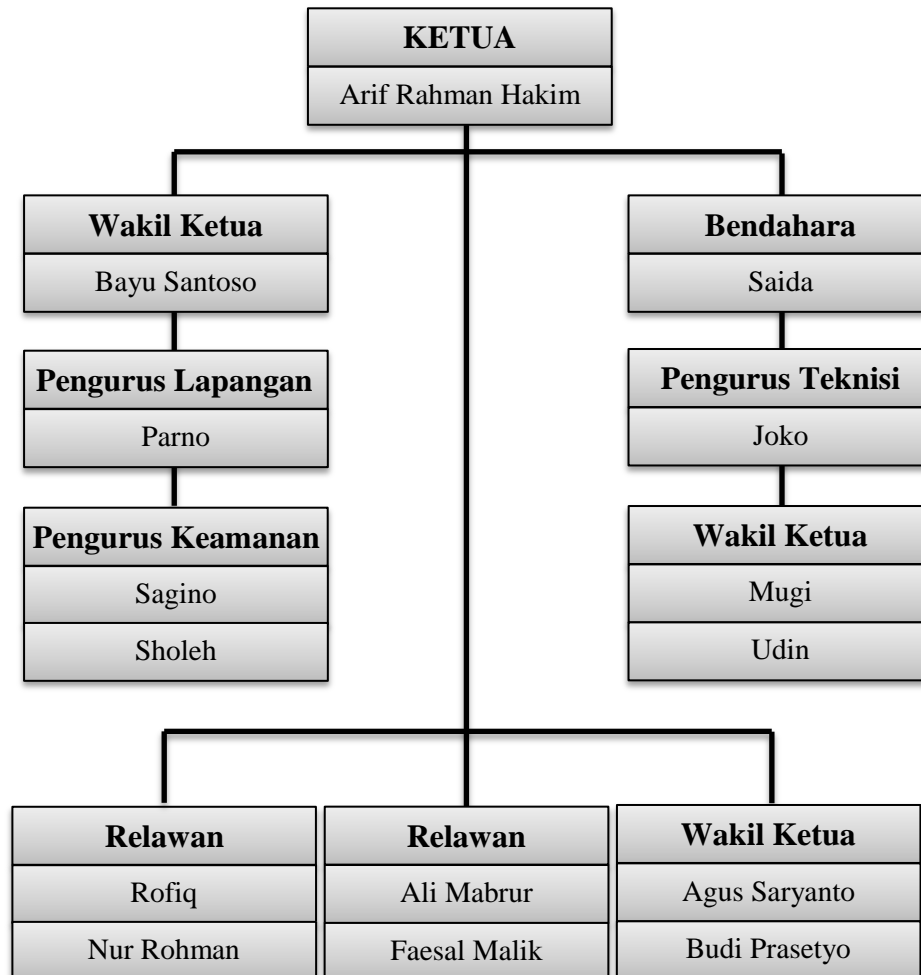 KETUA
Arif Rahman Hakim
Wakil Ketua
Bayu Santoso
Bendahara
Saida
Pengurus Lapangan
Parno
Pengurus Teknisi
Joko
Pengurus Keamanan
Sagino
Sholeh
Wakil Ketua
Mugi
Udin
Relawan
Rofiq
Nur Rohman
Relawan
Ali Mabrur
Faesal Malik
Wakil Ketua
Agus Saryanto
Budi Prasetyo